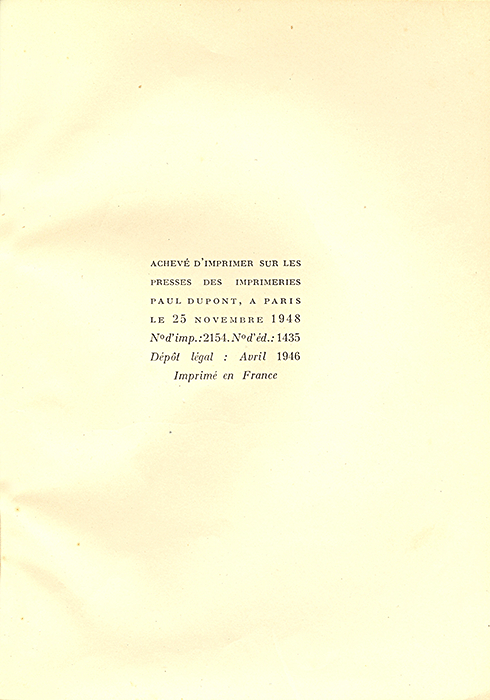 ACHEVÉ D'IMPRIMER SUR LES
PRESSES DES IMPRIMERIES
PAUL DUPONT, A PARIS
LE 25 NOVEMBRE 1948
Nod'imp.:2154. Nod'éd.: 1435
Dépôt légal : Avril 1946
Imprimé en France